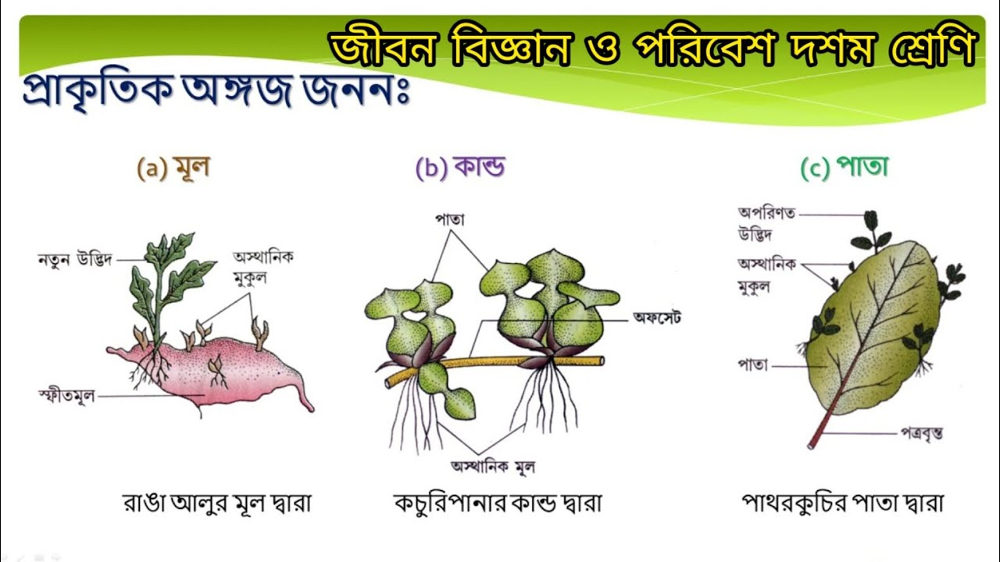 জীবন বিজ্ঞান ও পরিবেশ দশম শ্রেণি
প্রাকৃতিক অঙ্গজ জননঃ
(a) মূল
নতুন উদ্ভিদ
অস্থানিক
মুকুল
স্ফীতমূল
রাঙা আলুর মূল দ্বারা
(b) কান্ড
পাতা
অফসেট
অস্থানিক মূল
কচুরিপানার কান্ড দ্বারা
(c) পাতা
অপরিণত
উদ্ভিদ
অস্থানিক
মুকুল
পাতা
পত্রবৃন্ত
পাথরকুচির পাতা দ্বারা